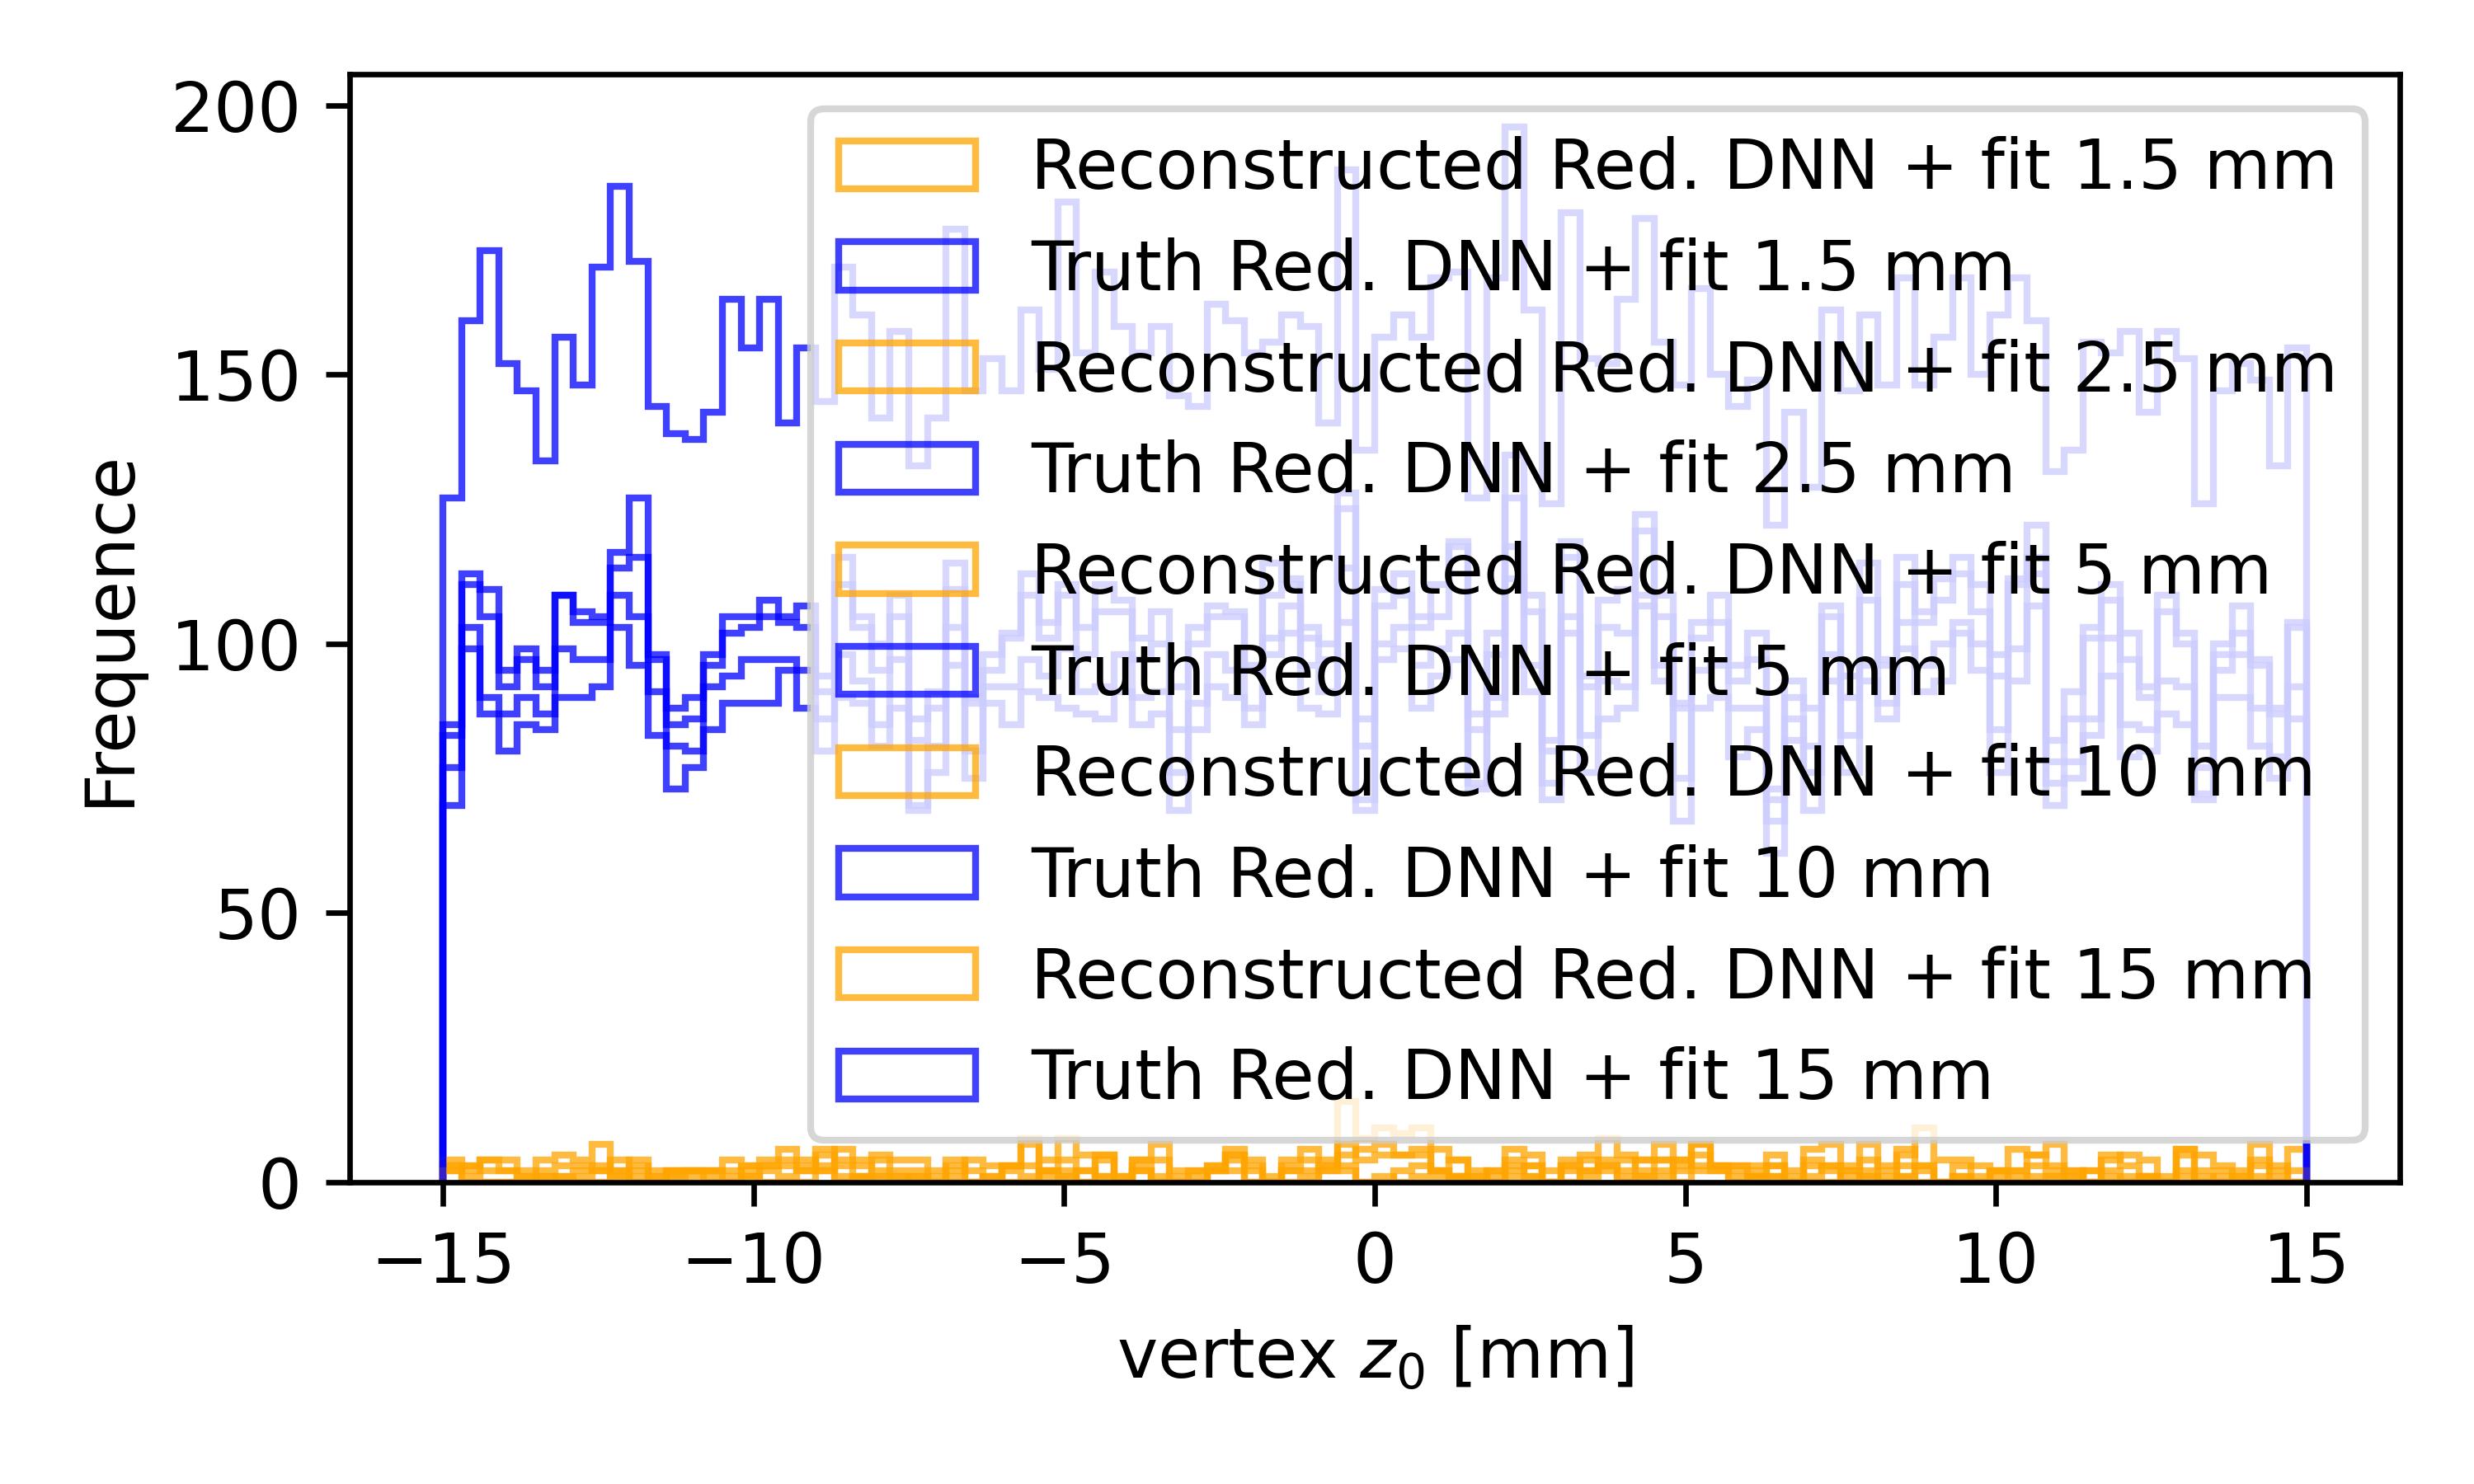 200
150
100
50
0
Frequence
Reconstructed Red. DNN + fit 1.5 mm
Truth Red. DNN + fit 1.5 mm
Reconstructed Red. DNN + fit 2.5 mm
Truth Red. DNN + fit 2.5 mm
Reconstructed Red. DNN + fit 5 mm
Truth Red. DNN + fit 5 mm
Reconstructed Red. DNN + fit 10 mm
Truth Red. DNN + fit 10 mm
Reconstructed Red. DNN + fit 15 mm
Truth Red. DNN + fit 15 mm
−15 −10 −5 0 5 10 15
vertex z₀ [mm]